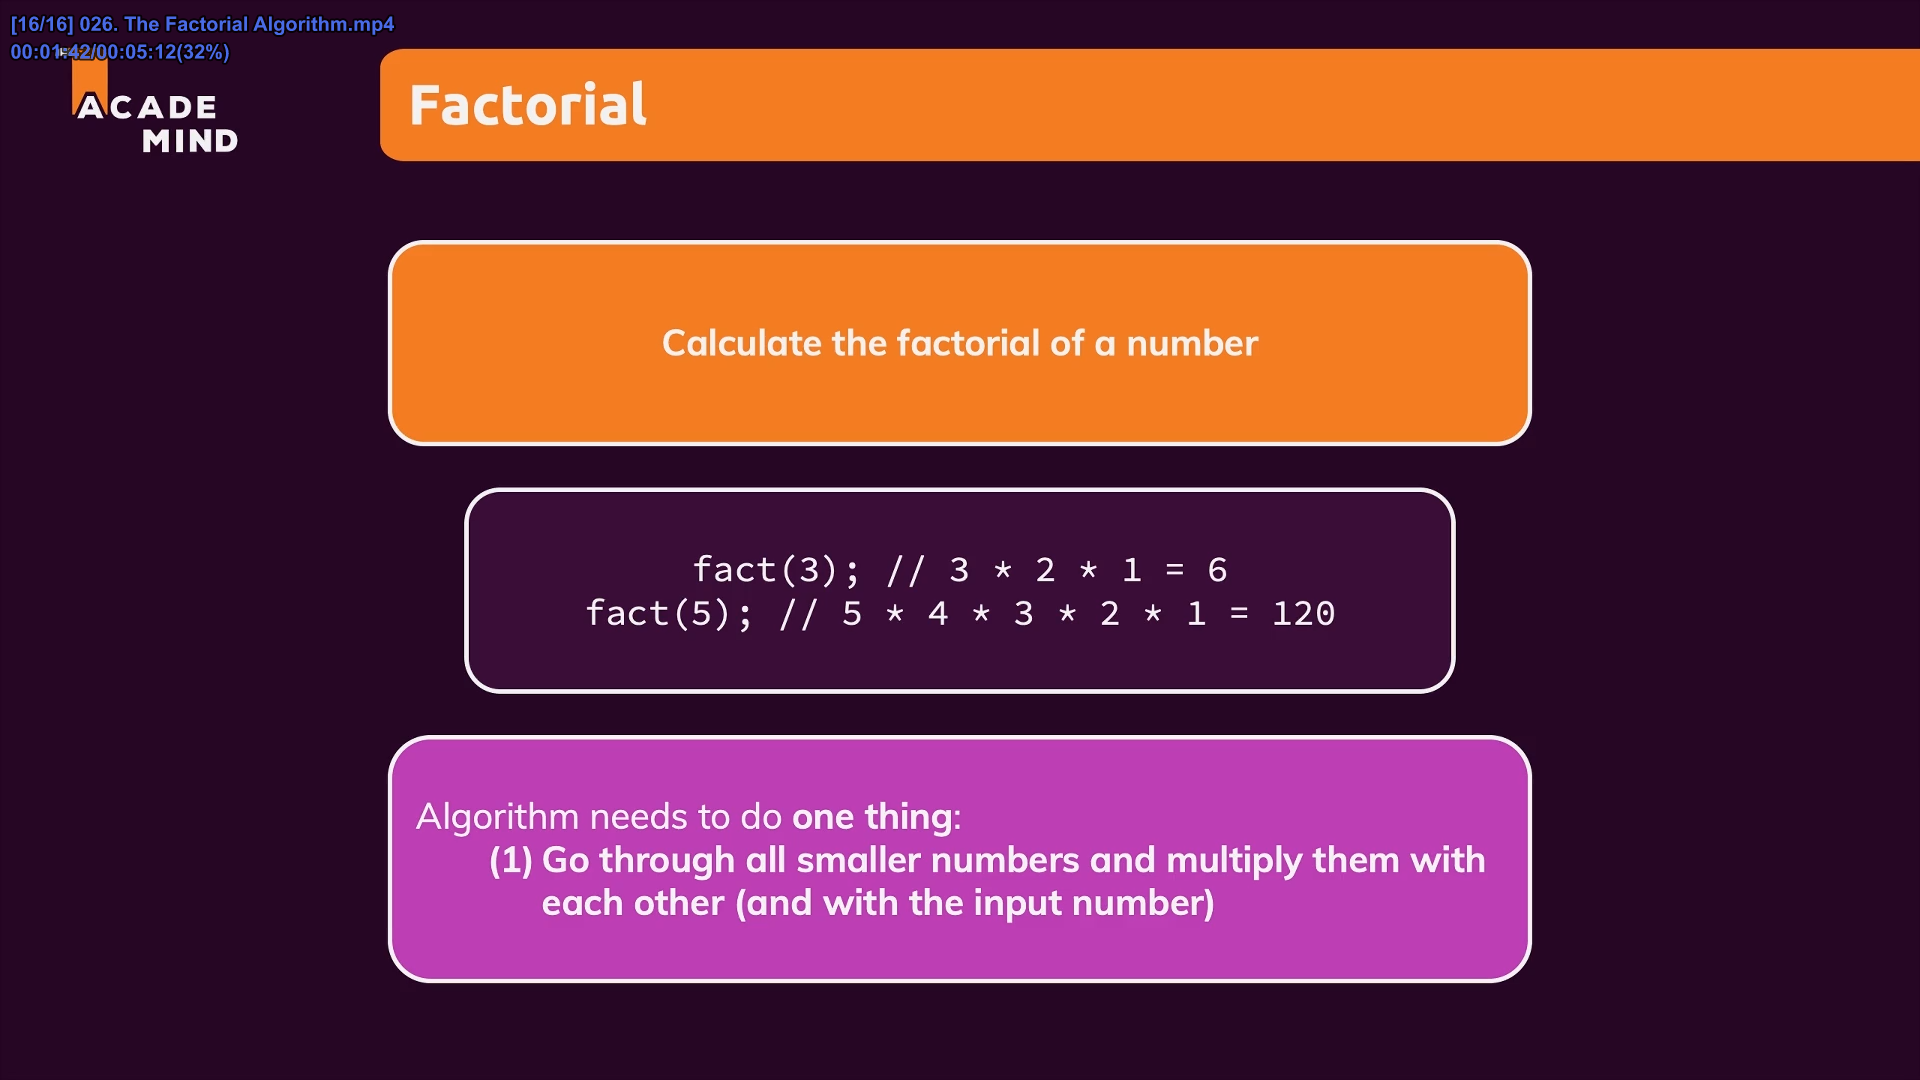 [16/16] 026. The Factorial Algorithm.mp4
00:01:42/00:05:12(32%)
ACADE
MIND
Factorial
Calculate the factorial of a number
fact(3); // 3 * 2 * 1 = 6
fact(5); // 5 * 4 * 3 * 2 * 1 = 120
Algorithm needs to do one thing:
(1) Go through all smaller numbers and multiply them with
each other (and with the input number)